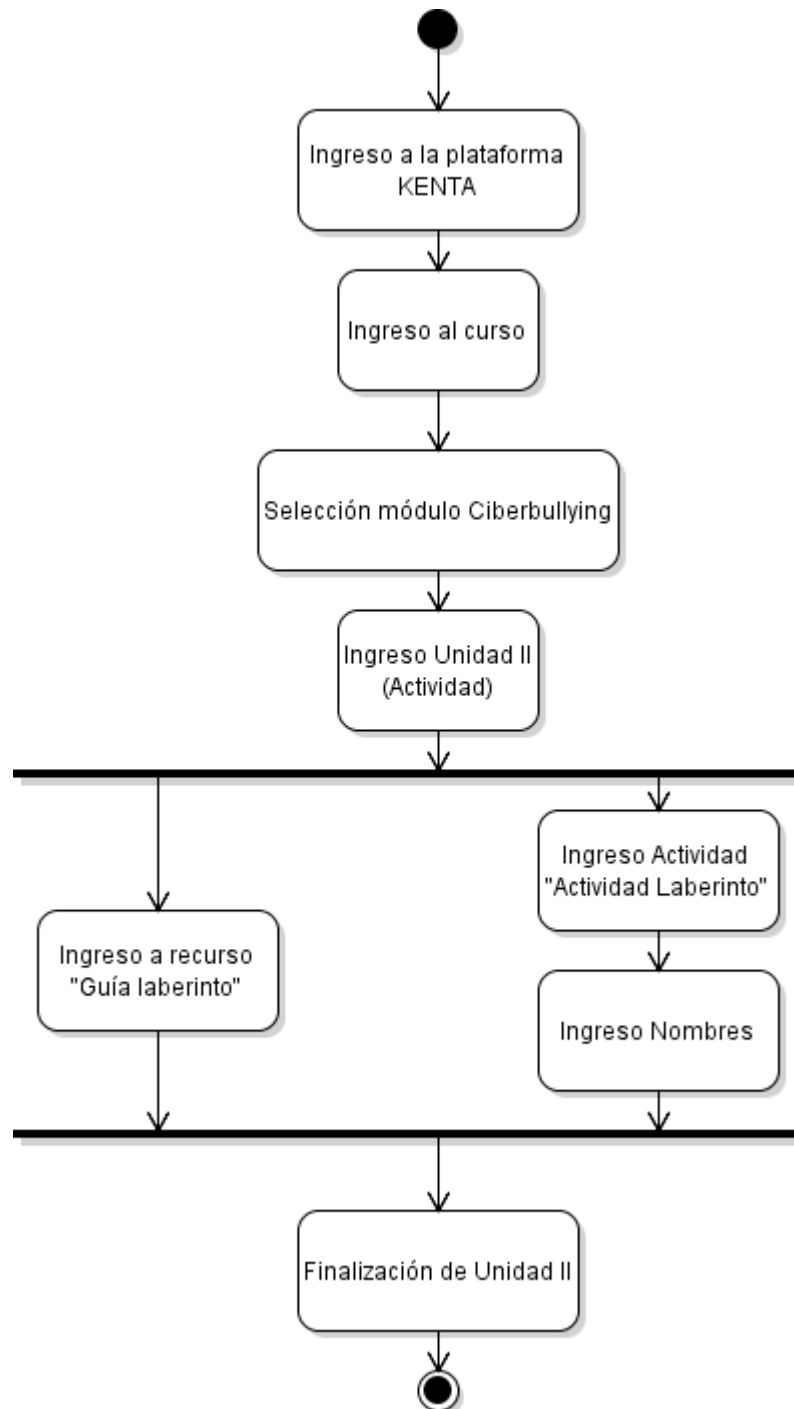 Ingreso a la plataforma
KENTA
Ingreso al curso
Selección módulo Ciberbullying
Ingreso Unidad II
(Actividad)
Ingreso Actividad
"Actividad Laberinto"
Ingreso a recurso
"Guía laberinto"
Ingreso Nombres
Finalización de Unidad II